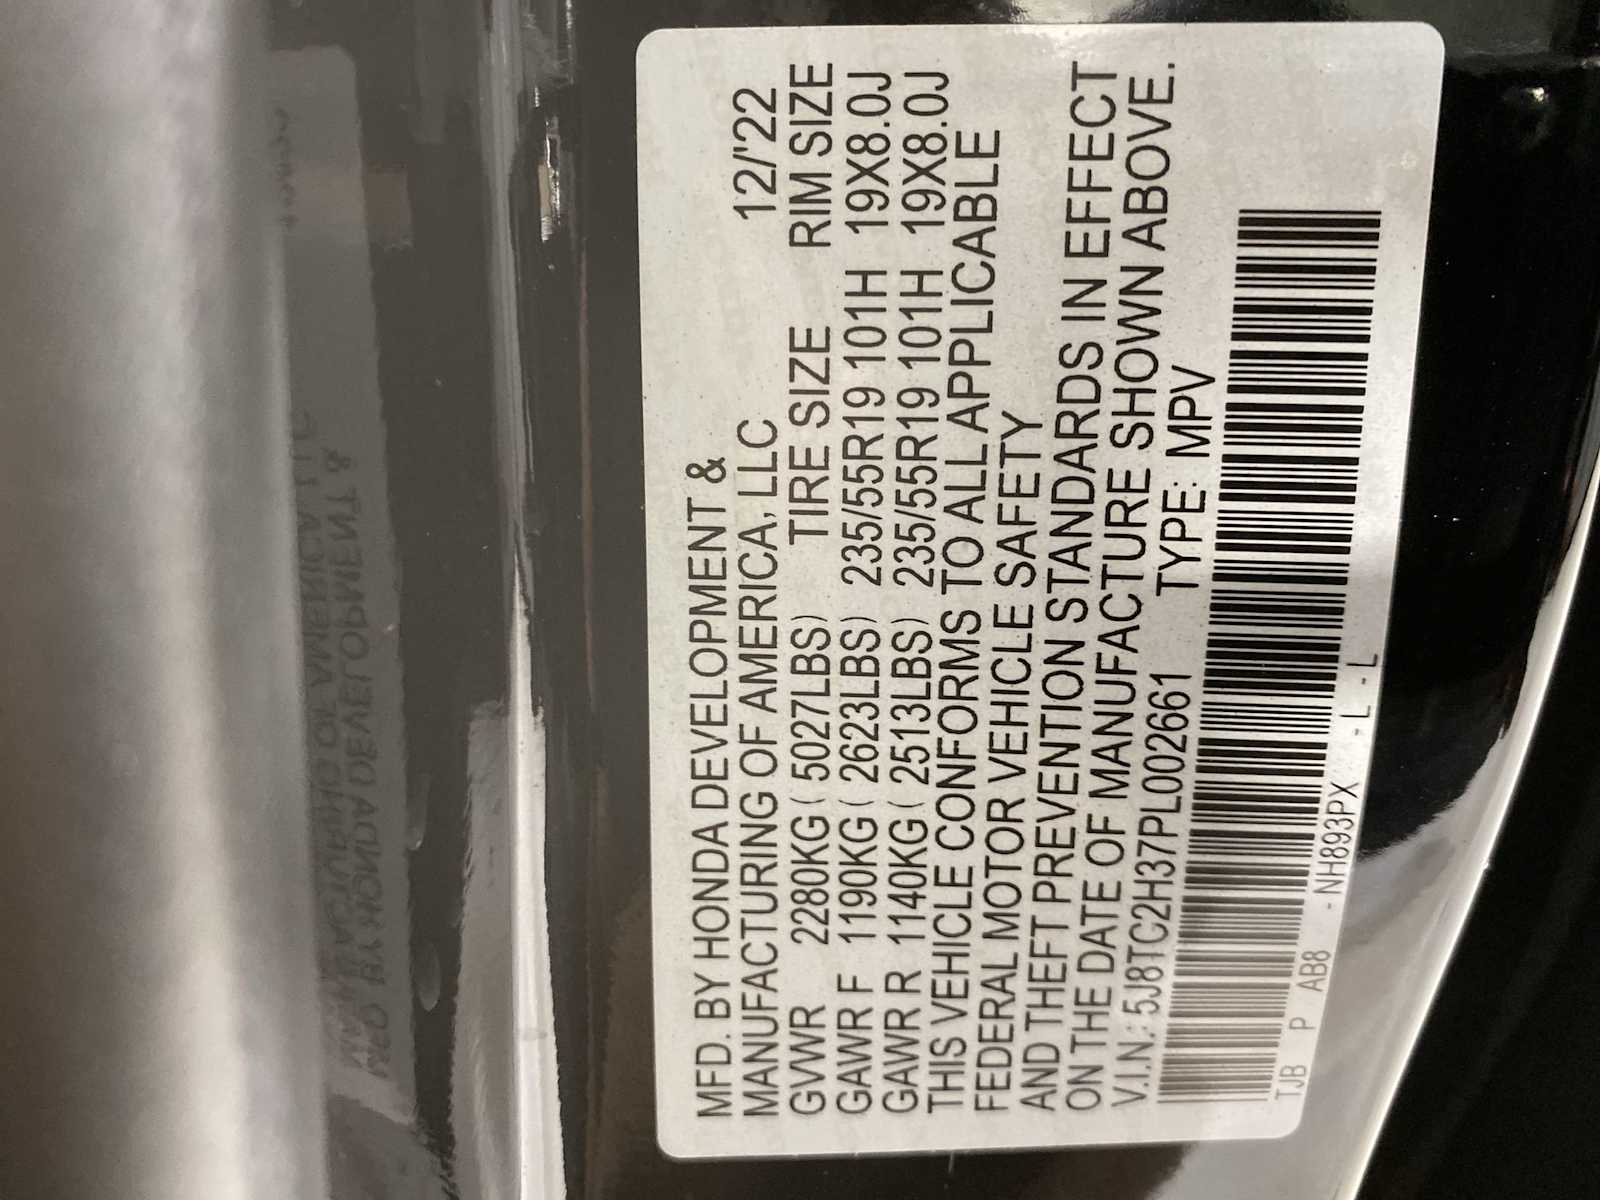 MFD. BY HONDA DEVELOPMENT &
MANUFACTURING OF AMERICA, LLC 12/'22
GVWR 2280KG ( 5027LBS) TIRE SIZE RIM SIZE
GAWR F 1190KG ( 2623LBS) 235/55R19 101H 19X8.0J
GAWR R 1140KG ( 2513LBS) 235/55R19 101H 19X8.0J
THIS VEHICLE CONFORMS TO ALL APPLICABLE
FEDERAL MOTOR VEHICLE SAFETY
AND THEFT PREVENTION STANDARDS IN EFFECT
ON THE DATE OF MANUFACTURE SHOWN ABOVE.
V.I.N.: 5J8TC2H37PL002661 TYPE: MPV
TJB P AB8 - NH893PX - L - L